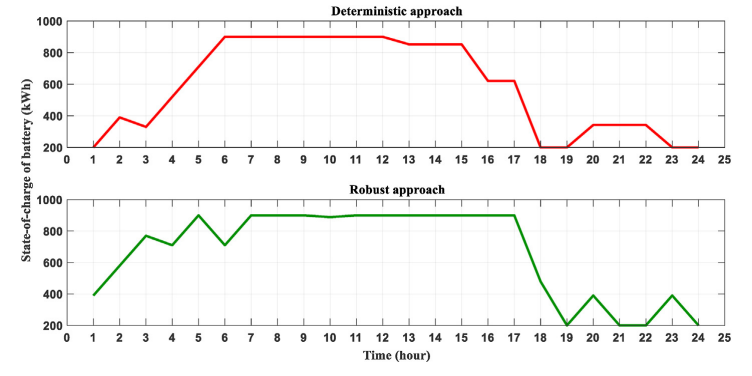 Deterministic approach
1000
800
600
400
200
0 1 2 3 4 5 6 7 8 9 10 11 12 13 14 15 16 17 18 19 20 21 22 23 24 25
State-of-charge of battery (kWh)
Robust approach
1000
800
600
400
200
0 1 2 3 4 5 6 7 8 9 10 11 12 13 14 15 16 17 18 19 20 21 22 23 24 25
Time (hour)